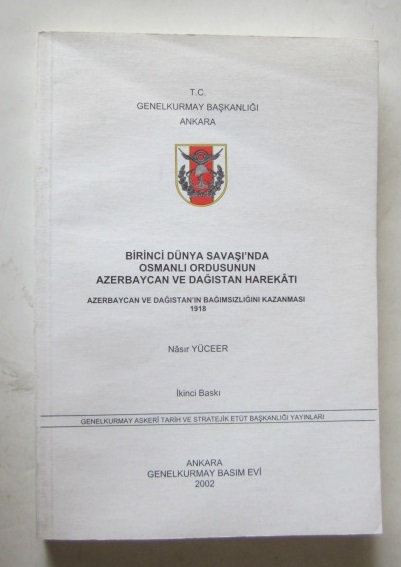 T.C.
GENELKURMAY BAŞKANLIĞI
ANKARA
BİRİNCİ DÜNYA SAVAŞI'NDA
OSMANLI ORDUSUNUN
AZERBAYCAN VE DAĞISTAN HAREKÂTI
AZERBAYCAN VE DAĞISTAN'IN BAĞIMSIZLIĞINI KAZANMASI
1918
Nâsır YÜCEER
İkinci Baskı
GENELKURMAY ASKERÎ TARİH VE STRATEJİK ETÜT BAŞKANLIĞI YAYINLARI
ANKARA
GENELKURMAY BASIM EVİ
2002